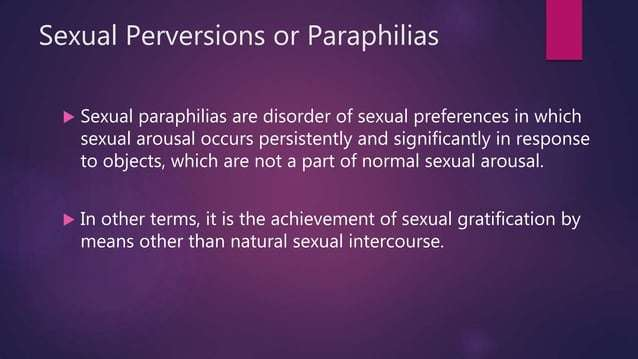 Sexual Perversions or Paraphilias
Sexual paraphilias are disorder of sexual preferences in which
sexual arousal occurs persistently and significantly in response
to objects, which are not a part of normal sexual arousal.
In other terms, it is the achievement of sexual gratification by
means other than natural sexual intercourse.